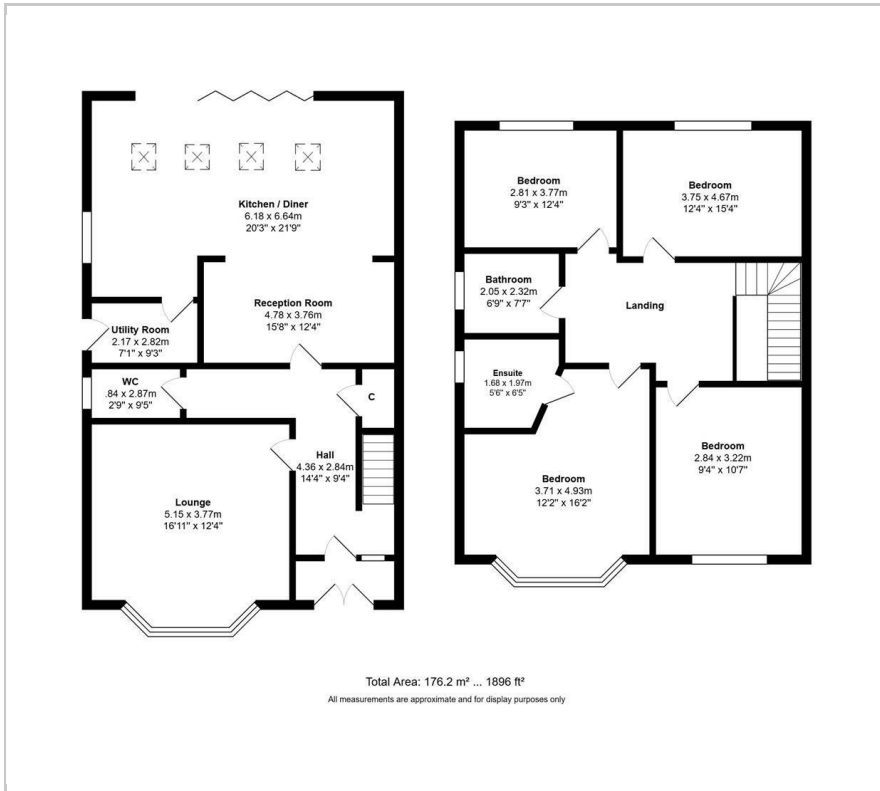 Kitchen / Diner
6.18 x 6.64m
20'3" x 21'9"
Reception Room
4.78 x 3.76m
15'8" x 12'4"
Utility Room
2.17 x 2.82m
7'1" x 9'3"
WC
.84 x 2.87m
2'9" x 9'5"
C
Hall
4.36 x 2.84m
14'4" x 9'4"
Lounge
5.15 x 3.77m
16'11" x 12'4"
Bedroom
2.81 x 3.77m
9'3" x 12'4"
Bedroom
3.75 x 4.67m
12'4" x 15'4"
Bathroom
2.05 x 2.32m
6'9" x 7'7"
Landing
Ensuite
1.68 x 1.97m
5'6" x 6'5"
Bedroom
3.71 x 4.93m
12'2" x 16'2"
Bedroom
2.84 x 3.22m
9'4" x 10'7"
Total Area: 176.2 m² ... 1896 ft²
All measurements are approximate and for display purposes only